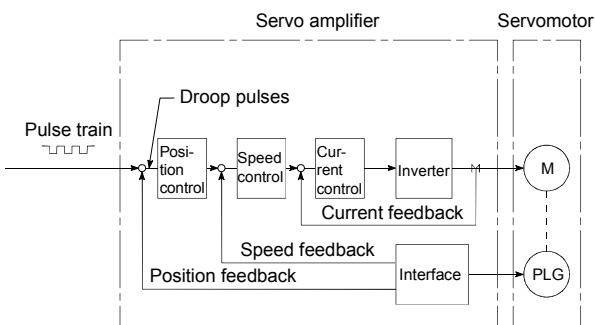 Servo amplifier
Servomotor
Droop pulses
Pulse train
Posi-
tion
control
Speed
control
Cur-
rent
control
Inverter
M
Current feedback
Speed feedback
Position feedback
Interface
PLG